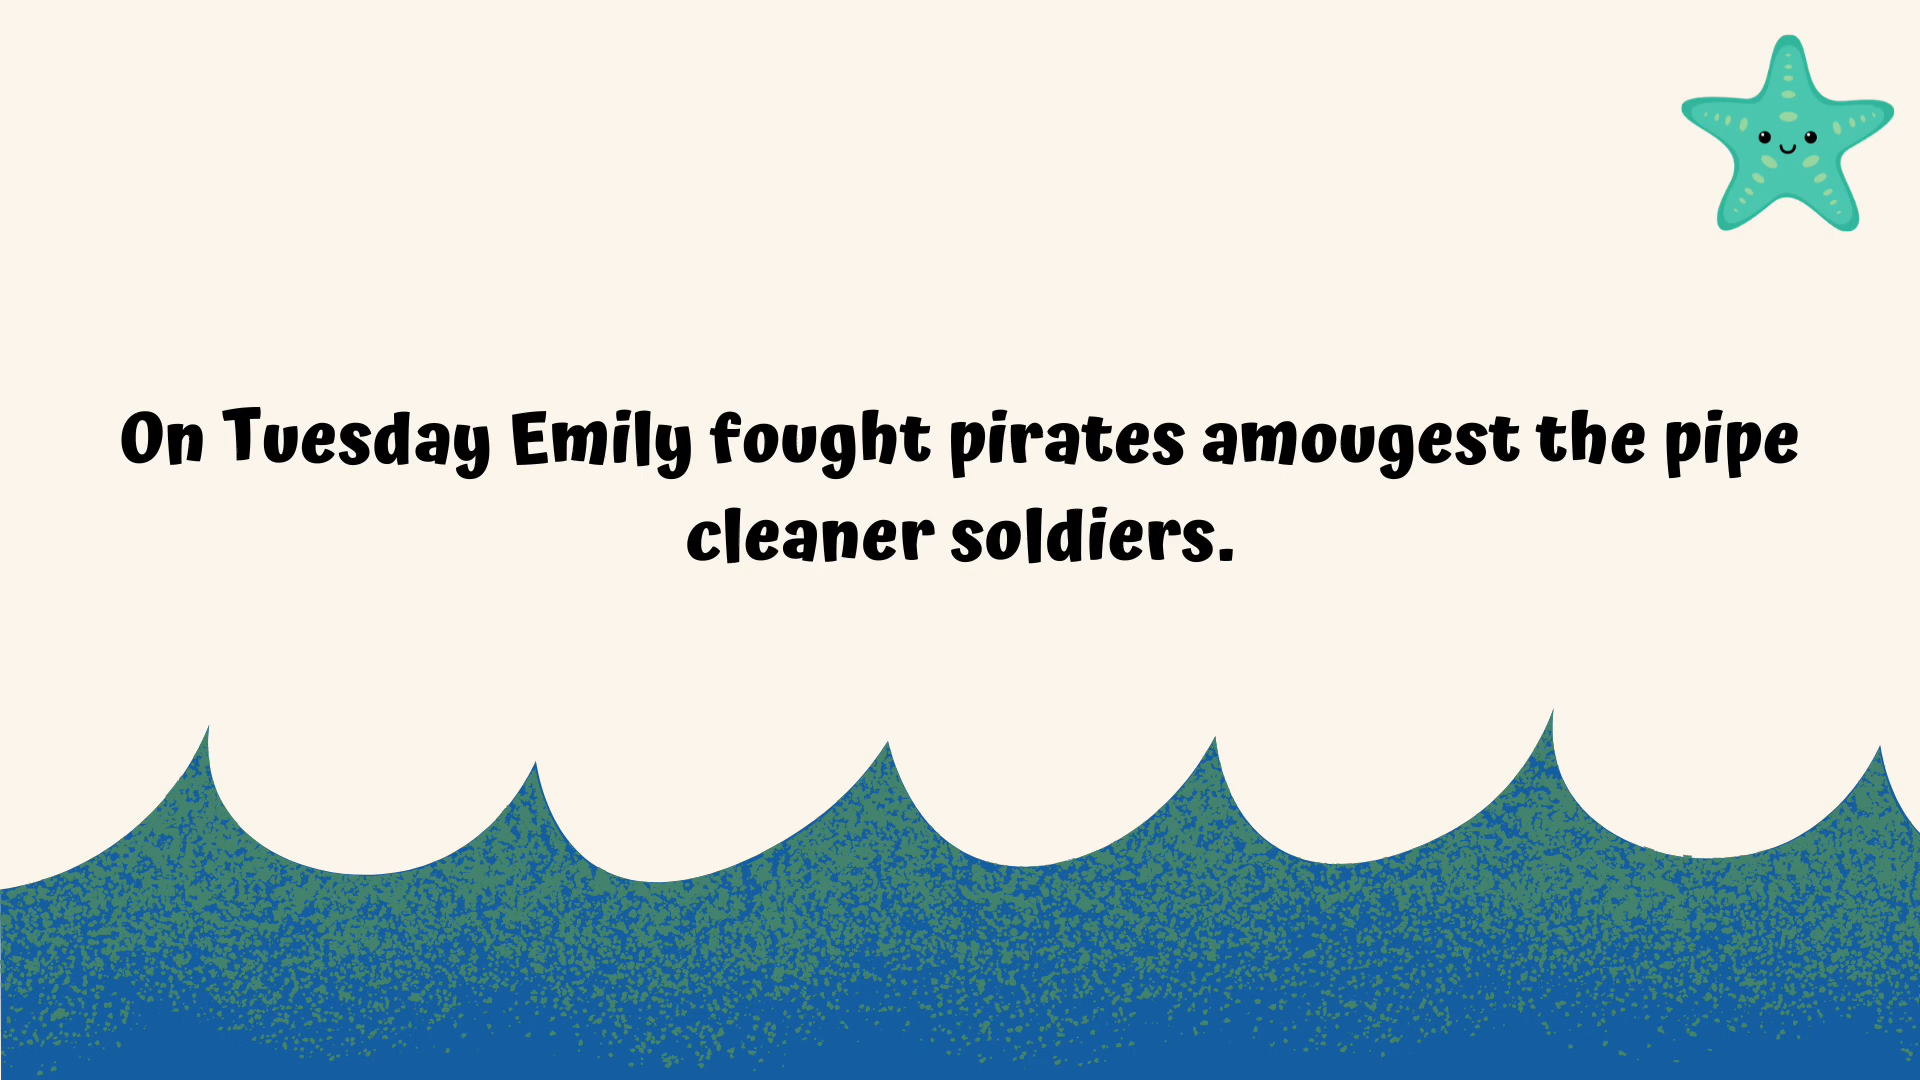 On Tuesday Emily fought pirates amougest the pipe
cleaner soldiers.